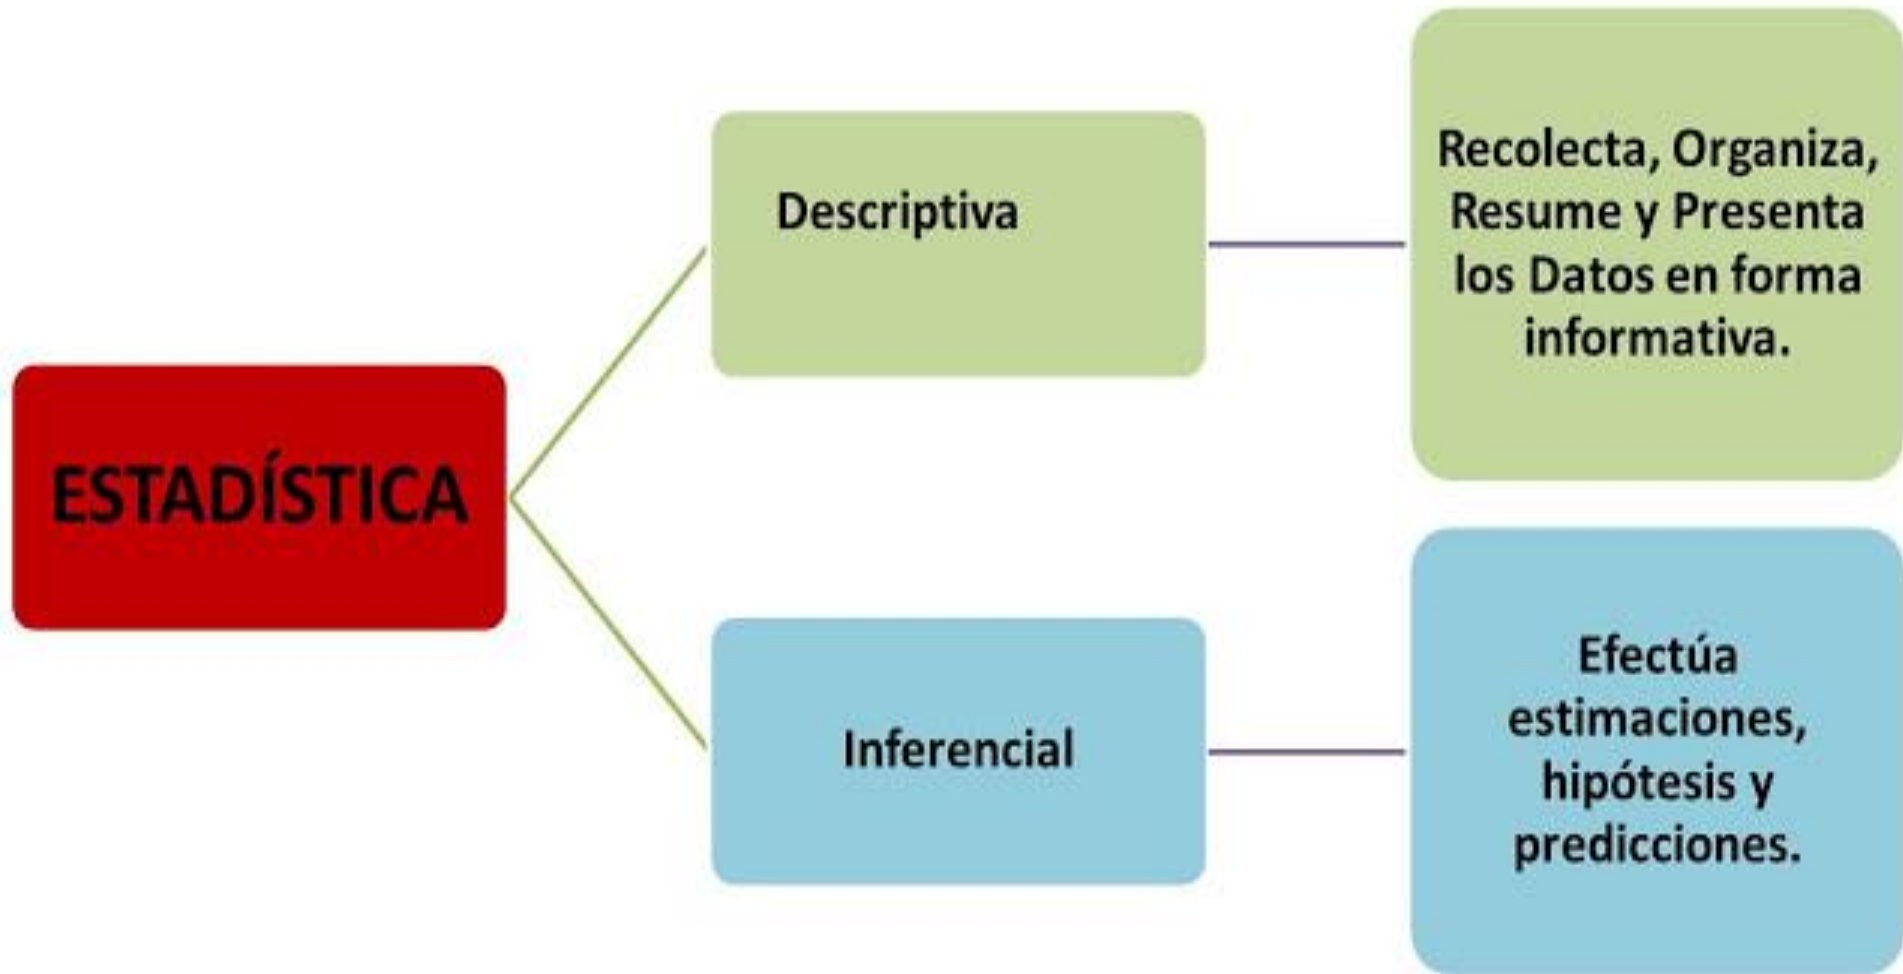 ESTADÍSTICA
Descriptiva
Recolecta, Organiza,
Resume y Presenta
los Datos en forma
informativa.
Inferencial
Efectúa
estimaciones,
hipótesis y
predicciones.